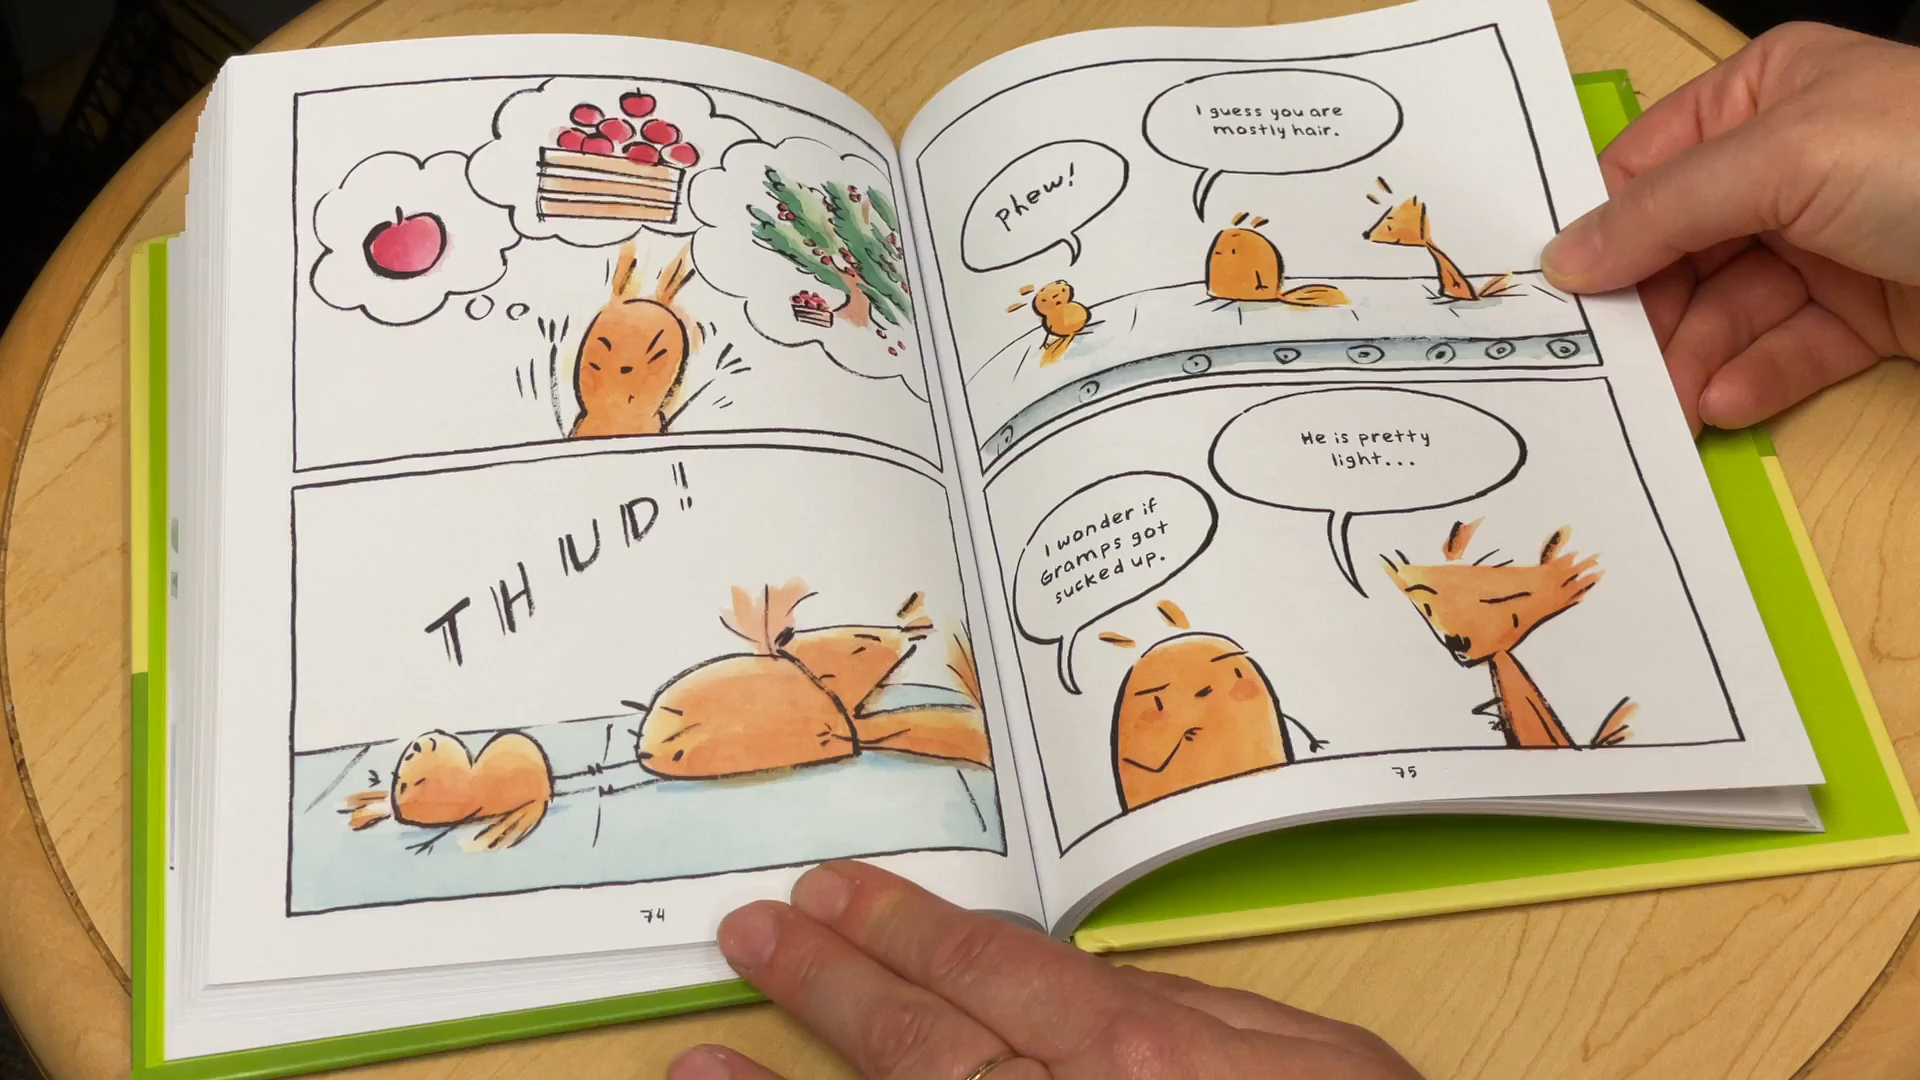 THUD!!
74
Phew!
I guess you are
mostly hair.
I wonder if
Gramps got
sucked up.
He is pretty
light...
75